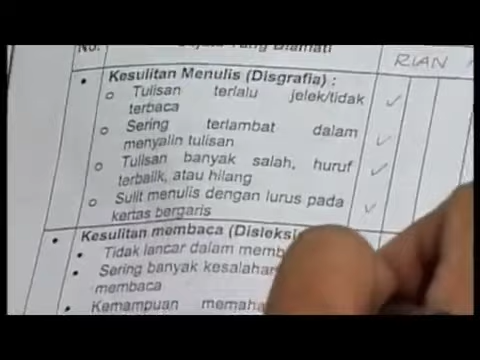 No. Yang Diamati
RIAN
Kesulitan Menulis (Disgrafia) :
Tulisan terlalu jelek/tidak
terbaca
Sering terlambat dalam
menyalin tulisan
Tulisan banyak salah, huruf
terbalik, atau hilang
Sulit menulis dengan lurus pada
kertas bergaris
Kesulitan membaca
Tidak lancar dalam
Sering banyak kesalahan
membaca
Kemampuan